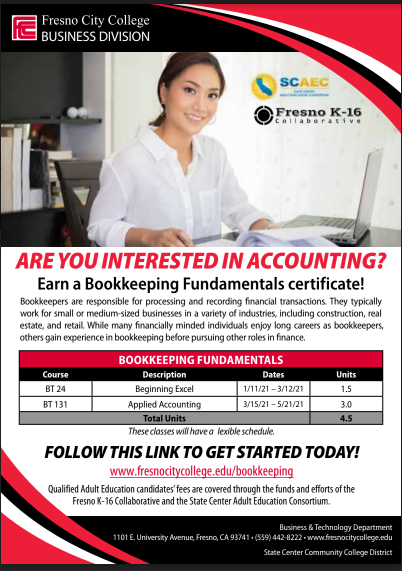 Fresno City College
BUSINESS DIVISION
SCAEC
Fresno K-16
Collaborative
ARE YOU INTERESTED IN ACCOUNTING?
Earn a Bookkeeping Fundamentals certificate!
Bookkeepers are responsible for processing and recording financial transactions. They typically
work for small or medium-sized businesses in a variety of industries, including construction, real
estate, and retail. While many financially minded individuals enjoy long careers as bookkeepers,
others gain experience in bookkeeping before pursuing other roles in finance.
BOOKKEEPING FUNDAMENTALS
Course Description Dates Units
BT 24 Beginning Excel 1/11/21 – 3/12/21 1.5
BT 131 Applied Accounting 3/15/21 – 5/21/21 3.0
Total Units 4.5
These classes will have a lexible schedule.
FOLLOW THIS LINK TO GET STARTED TODAY!
www.fresnocitycollege.edu/bookkeeping
Qualified Adult Education candidates' fees are covered through the funds and efforts of the
Fresno K-16 Collaborative and the State Center Adult Education Consortium.
Business & Technology Department
1101 E. University Avenue, Fresno, CA 93741 • (559) 442-8222 • www.fresnocitycollege.edu
State Center Community College District